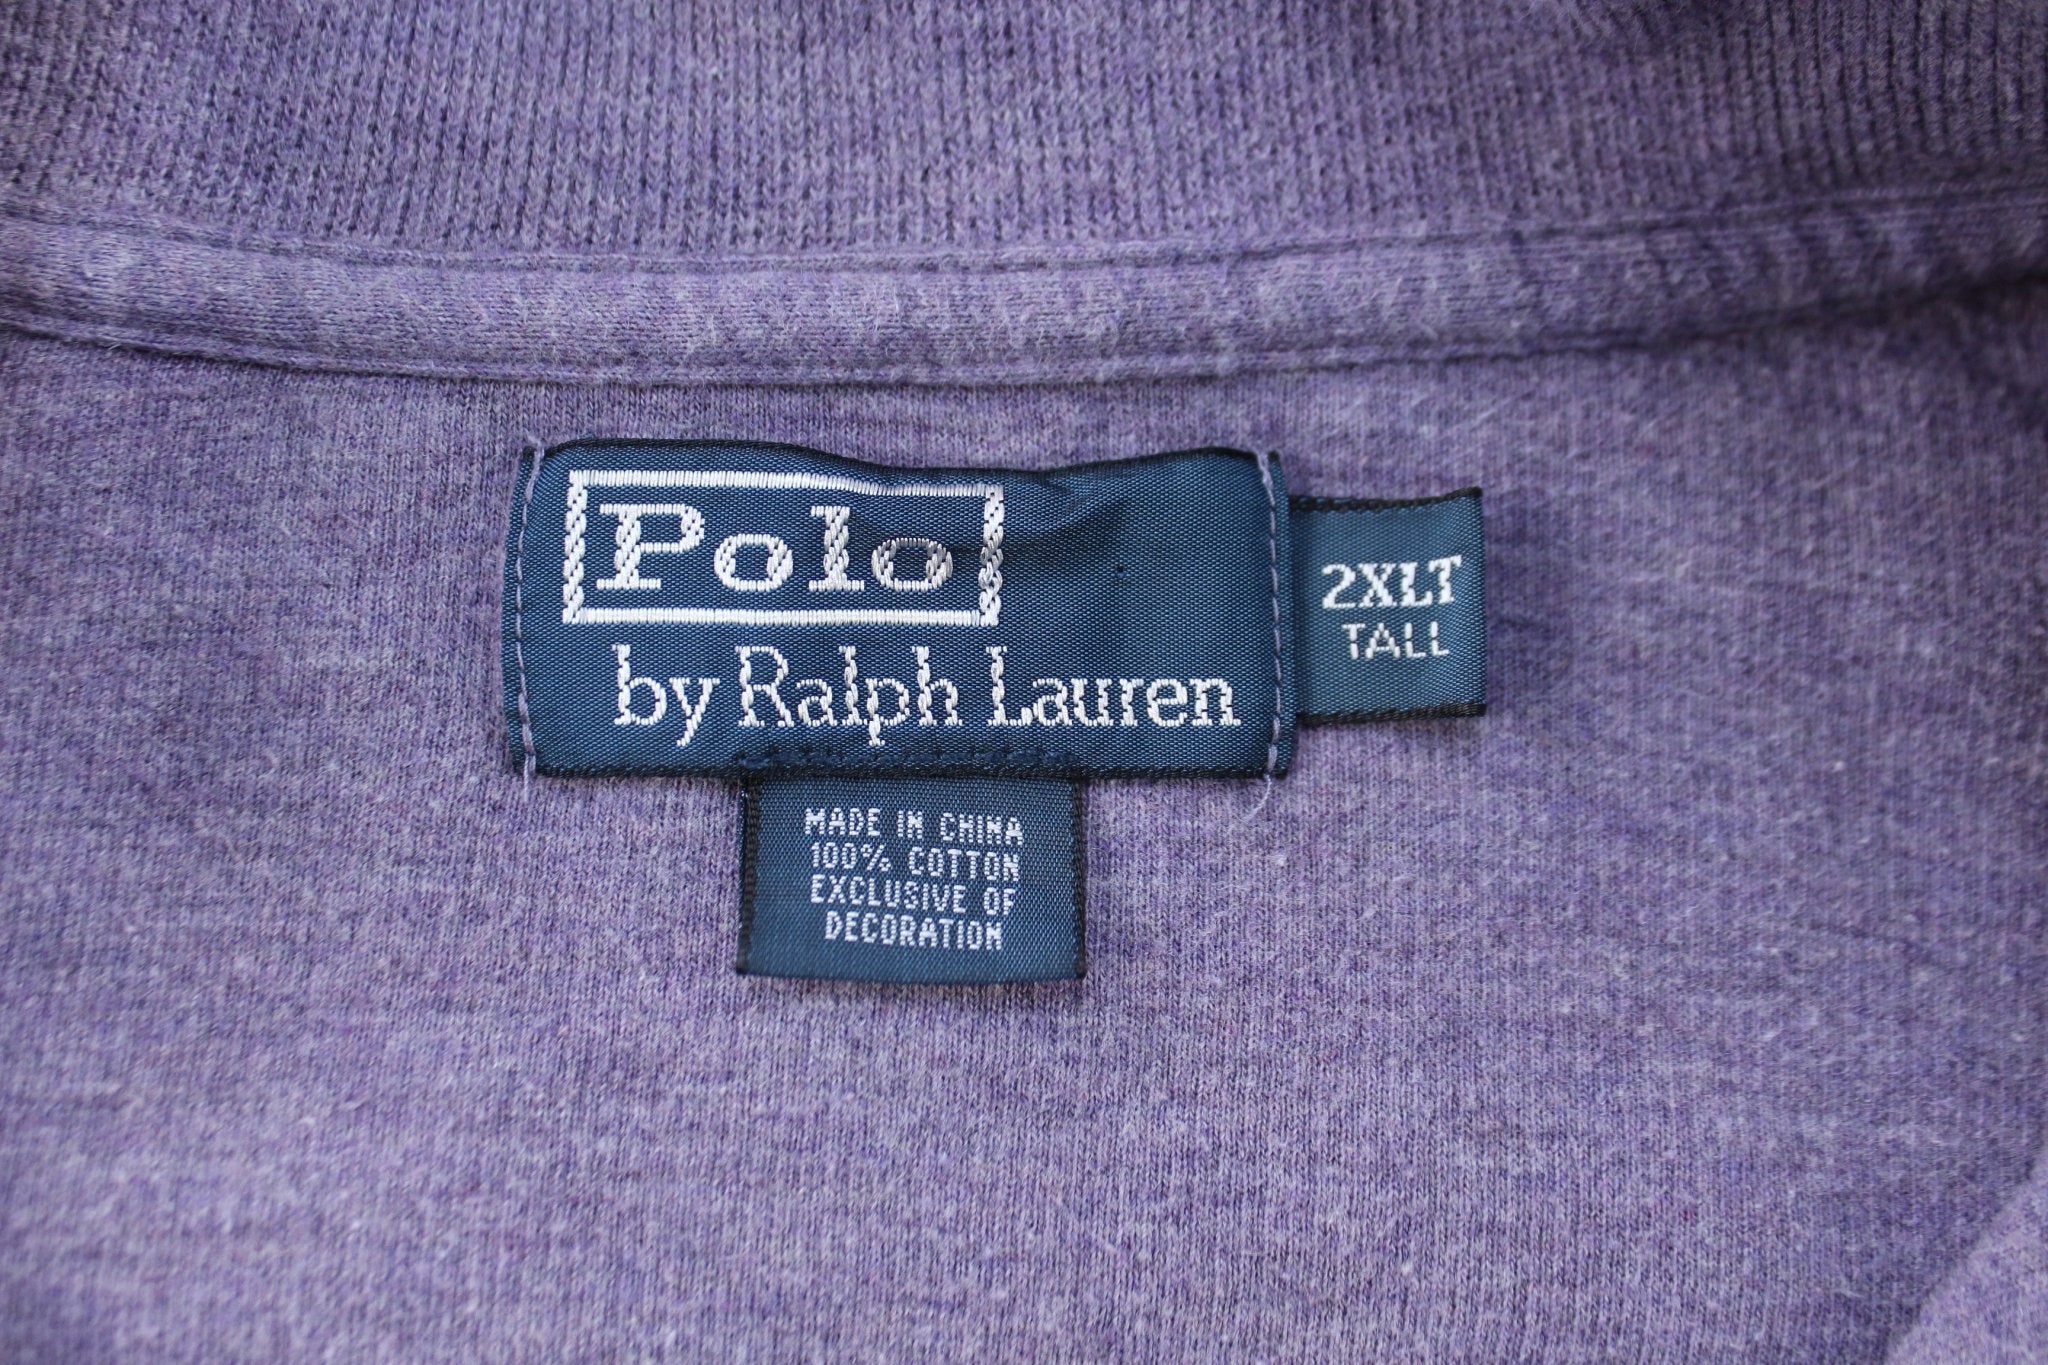 Polo
by Ralph Lauren
2XLT
TALL
MADE IN CHINA
100% COTTON
EXCLUSIVE OF
DECORATION